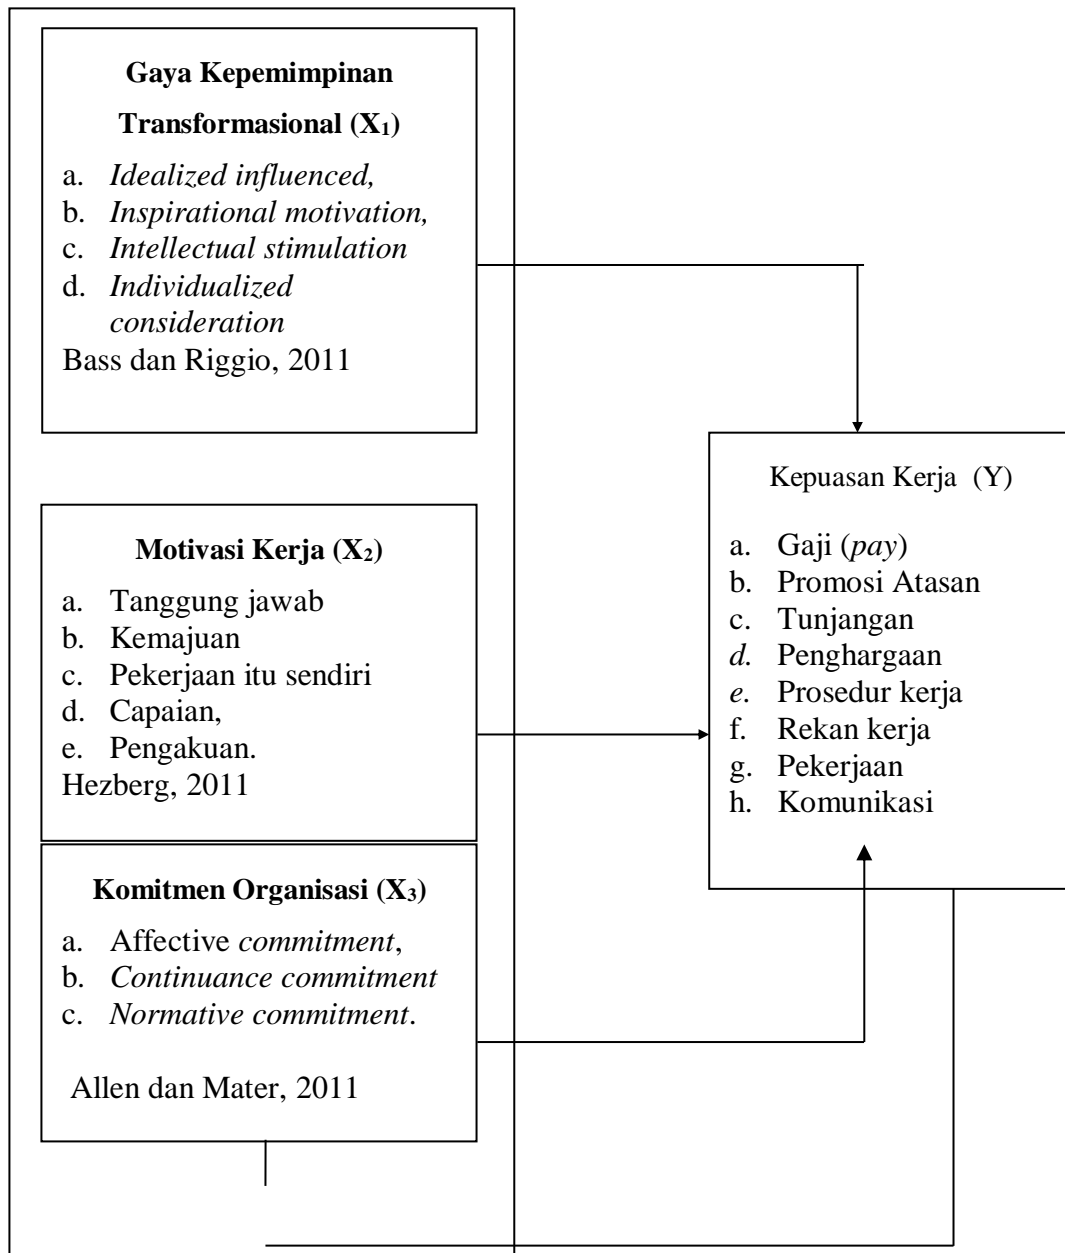 Gaya Kepemimpinan
Transformasional (X₁)
a. Idealized influenced,
b. Inspirational motivation,
c. Intellectual stimulation
d. Individualized
consideration
Bass dan Riggio, 2011
Motivasi Kerja (X₂)
a. Tanggung jawab
b. Kemajuan
c. Pekerjaan itu sendiri
d. Capaian,
e. Pengakuan.
Hezberg, 2011
Komitmen Organisasi (X₃)
a. Affective commitment,
b. Continuance commitment
c. Normative commitment.
Allen dan Mater, 2011
Kepuasan Kerja (Y)
a. Gaji (pay)
b. Promosi Atasan
c. Tunjangan
d. Penghargaan
e. Prosedur kerja
f. Rekan kerja
g. Pekerjaan
h. Komunikasi